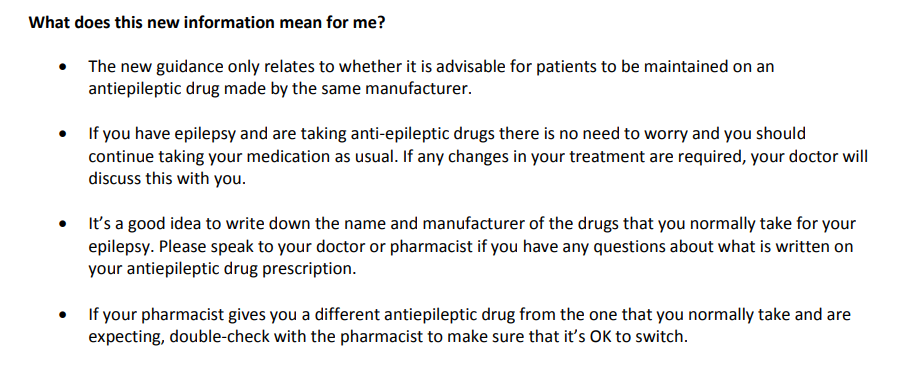 What does this new information mean for me?
• The new guidance only relates to whether it is advisable for patients to be maintained on an
antiepileptic drug made by the same manufacturer.
• If you have epilepsy and are taking anti-epileptic drugs there is no need to worry and you should
continue taking your medication as usual. If any changes in your treatment are required, your doctor will
discuss this with you.
• It’s a good idea to write down the name and manufacturer of the drugs that you normally take for your
epilepsy. Please speak to your doctor or pharmacist if you have any questions about what is written on
your antiepileptic drug prescription.
• If your pharmacist gives you a different antiepileptic drug from the one that you normally take and are
expecting, double-check with the pharmacist to make sure that it’s OK to switch.